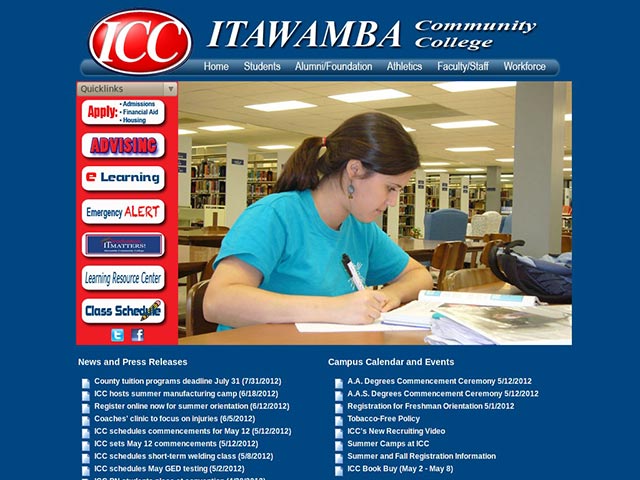 ICC
ITAWAMBA Community College
Home Students Alumni/Foundation Athletics Faculty/Staff Workforce
Quicklinks
Apply: • Admissions
• Financial Aid
• Housing
ADVISING
e Learning
Emergency ALERT
IT MATTERS!
Learning Resource Center
Class Schedule
News and Press Releases
County tuition programs deadline July 31 (7/31/2012)
ICC hosts summer manufacturing camp (6/18/2012)
Register online now for summer orientation (6/12/2012)
Coaches' clinic to focus on injuries (6/5/2012)
ICC schedules commencements for May 12 (5/12/2012)
ICC sets May 12 commencements (5/12/2012)
ICC schedules short-term welding class (5/8/2012)
ICC schedules May GED testing (5/2/2012)
Campus Calendar and Events
A.A. Degrees Commencement Ceremony 5/12/2012
A.A.S. Degrees Commencement Ceremony 5/12/2012
Registration for Freshman Orientation 5/1/2012
Tobacco-Free Policy
ICC's New Recruiting Video
Summer Camps at ICC
Summer and Fall Registration Information
ICC Book Buy (May 2 - May 8)